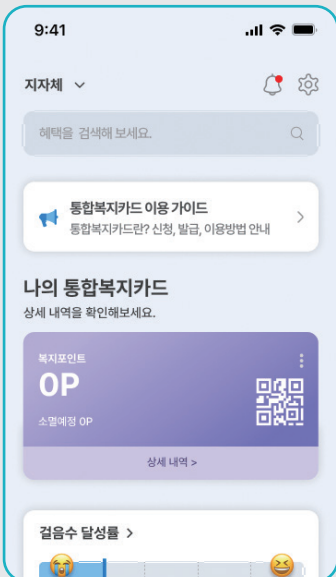 9:41
지자체
혜택을 검색해 보세요.
통합복지카드 이용 가이드
통합복지카드란? 신청, 발급, 이용방법 안내
나의 통합복지카드
상세 내역을 확인해보세요.
복지포인트
0P
소멸예정 0P
상세 내역 >
걸음수 달성률 >